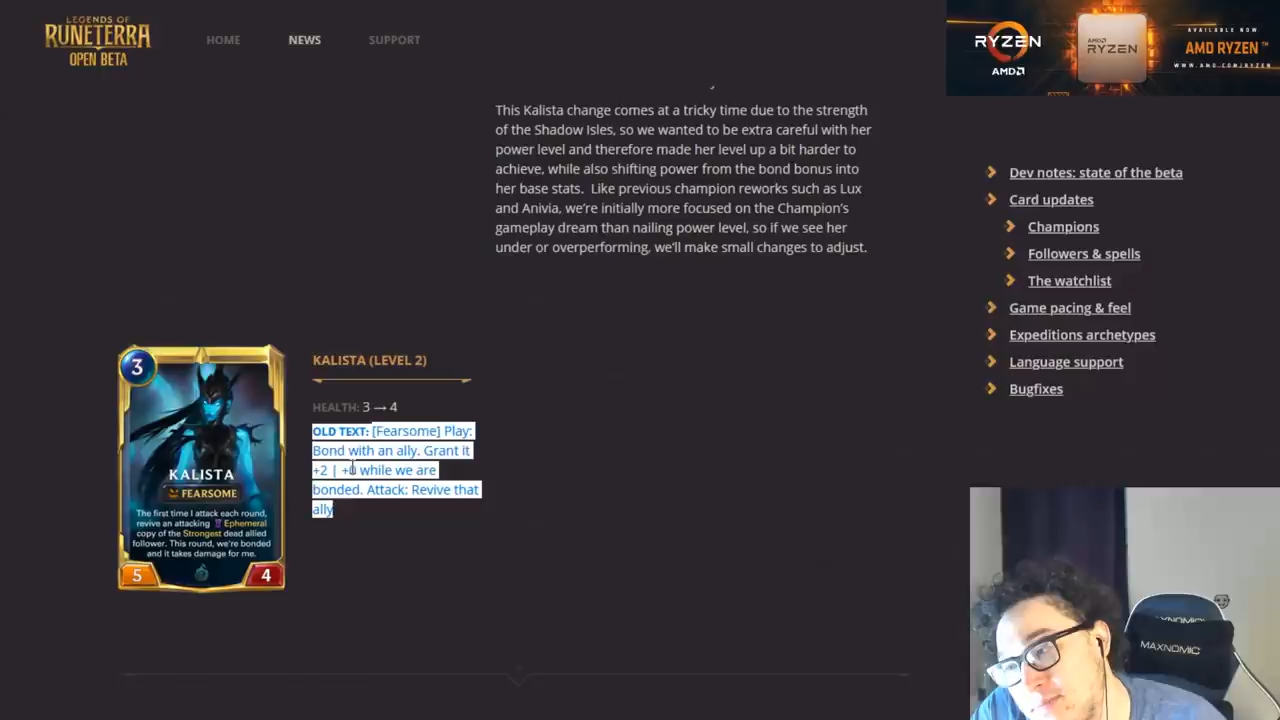 LEGENDS OF
RUNETERRA
OPEN BETA
HOME
NEWS
SUPPORT
RYZEN
AMD
AMD
RYZEN
AVAILABLE NOW
AMD RYZEN™
WWW.AMD.COM/RYZEN
This Kalista change comes at a tricky time due to the strength
of the Shadow Isles, so we wanted to be extra careful with her
power level and therefore made her level up a bit harder to
achieve, while also shifting power from the bond bonus into
her base stats. Like previous champion reworks such as Lux
and Anivia, we're initially more focused on the Champion's
gameplay dream than nailing power level, so if we see her
under or overperforming, we'll make small changes to adjust.
Dev notes: state of the beta
Card updates
Champions
Followers & spells
The watchlist
Game pacing & feel
Expeditions archetypes
Language support
Bugfixes
3
KALISTA
FEARSOME
The first time I attack each round,
revive an attacking Ephemeral
copy of the Strongest dead allied
follower. This round, we're bonded
and it takes damage for me.
5
4
KALISTA (LEVEL 2)
HEALTH: 3 → 4
OLD TEXT: [Fearsome] Play:
Bond with an ally. Grant it
+2 | +0 while we are
bonded. Attack: Revive that
ally
MAXNOMIC